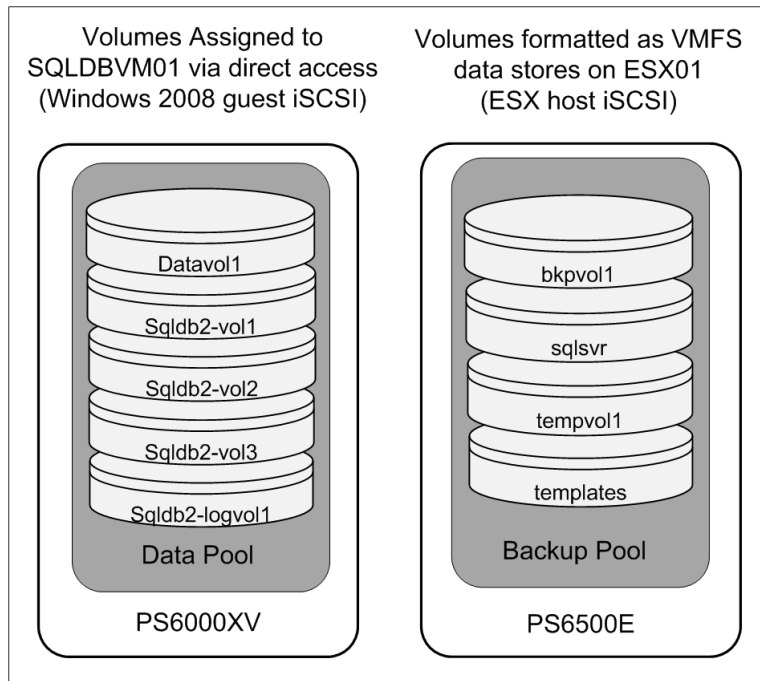 Volumes Assigned to
SQLDBVM01 via direct access
(Windows 2008 guest iSCSI)
Datavol1
Sqldb2-vol1
Sqldb2-vol2
Sqldb2-vol3
Sqldb2-logvol1
Data Pool
PS6000XV
Volumes formatted as VMFS
data stores on ESX01
(ESX host iSCSI)
bkpvol1
sqlsvr
tempvol1
templates
Backup Pool
PS6500E